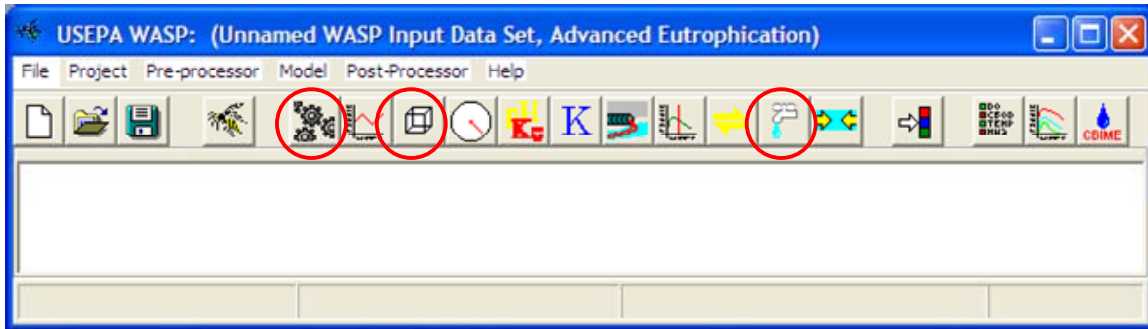 USEPA WASP: (Unnamed WASP Input Data Set, Advanced Eutrophication)
File Project Pre-processor Model Post-Processor Help
K
DO
CBOD
TEMP
CBIME